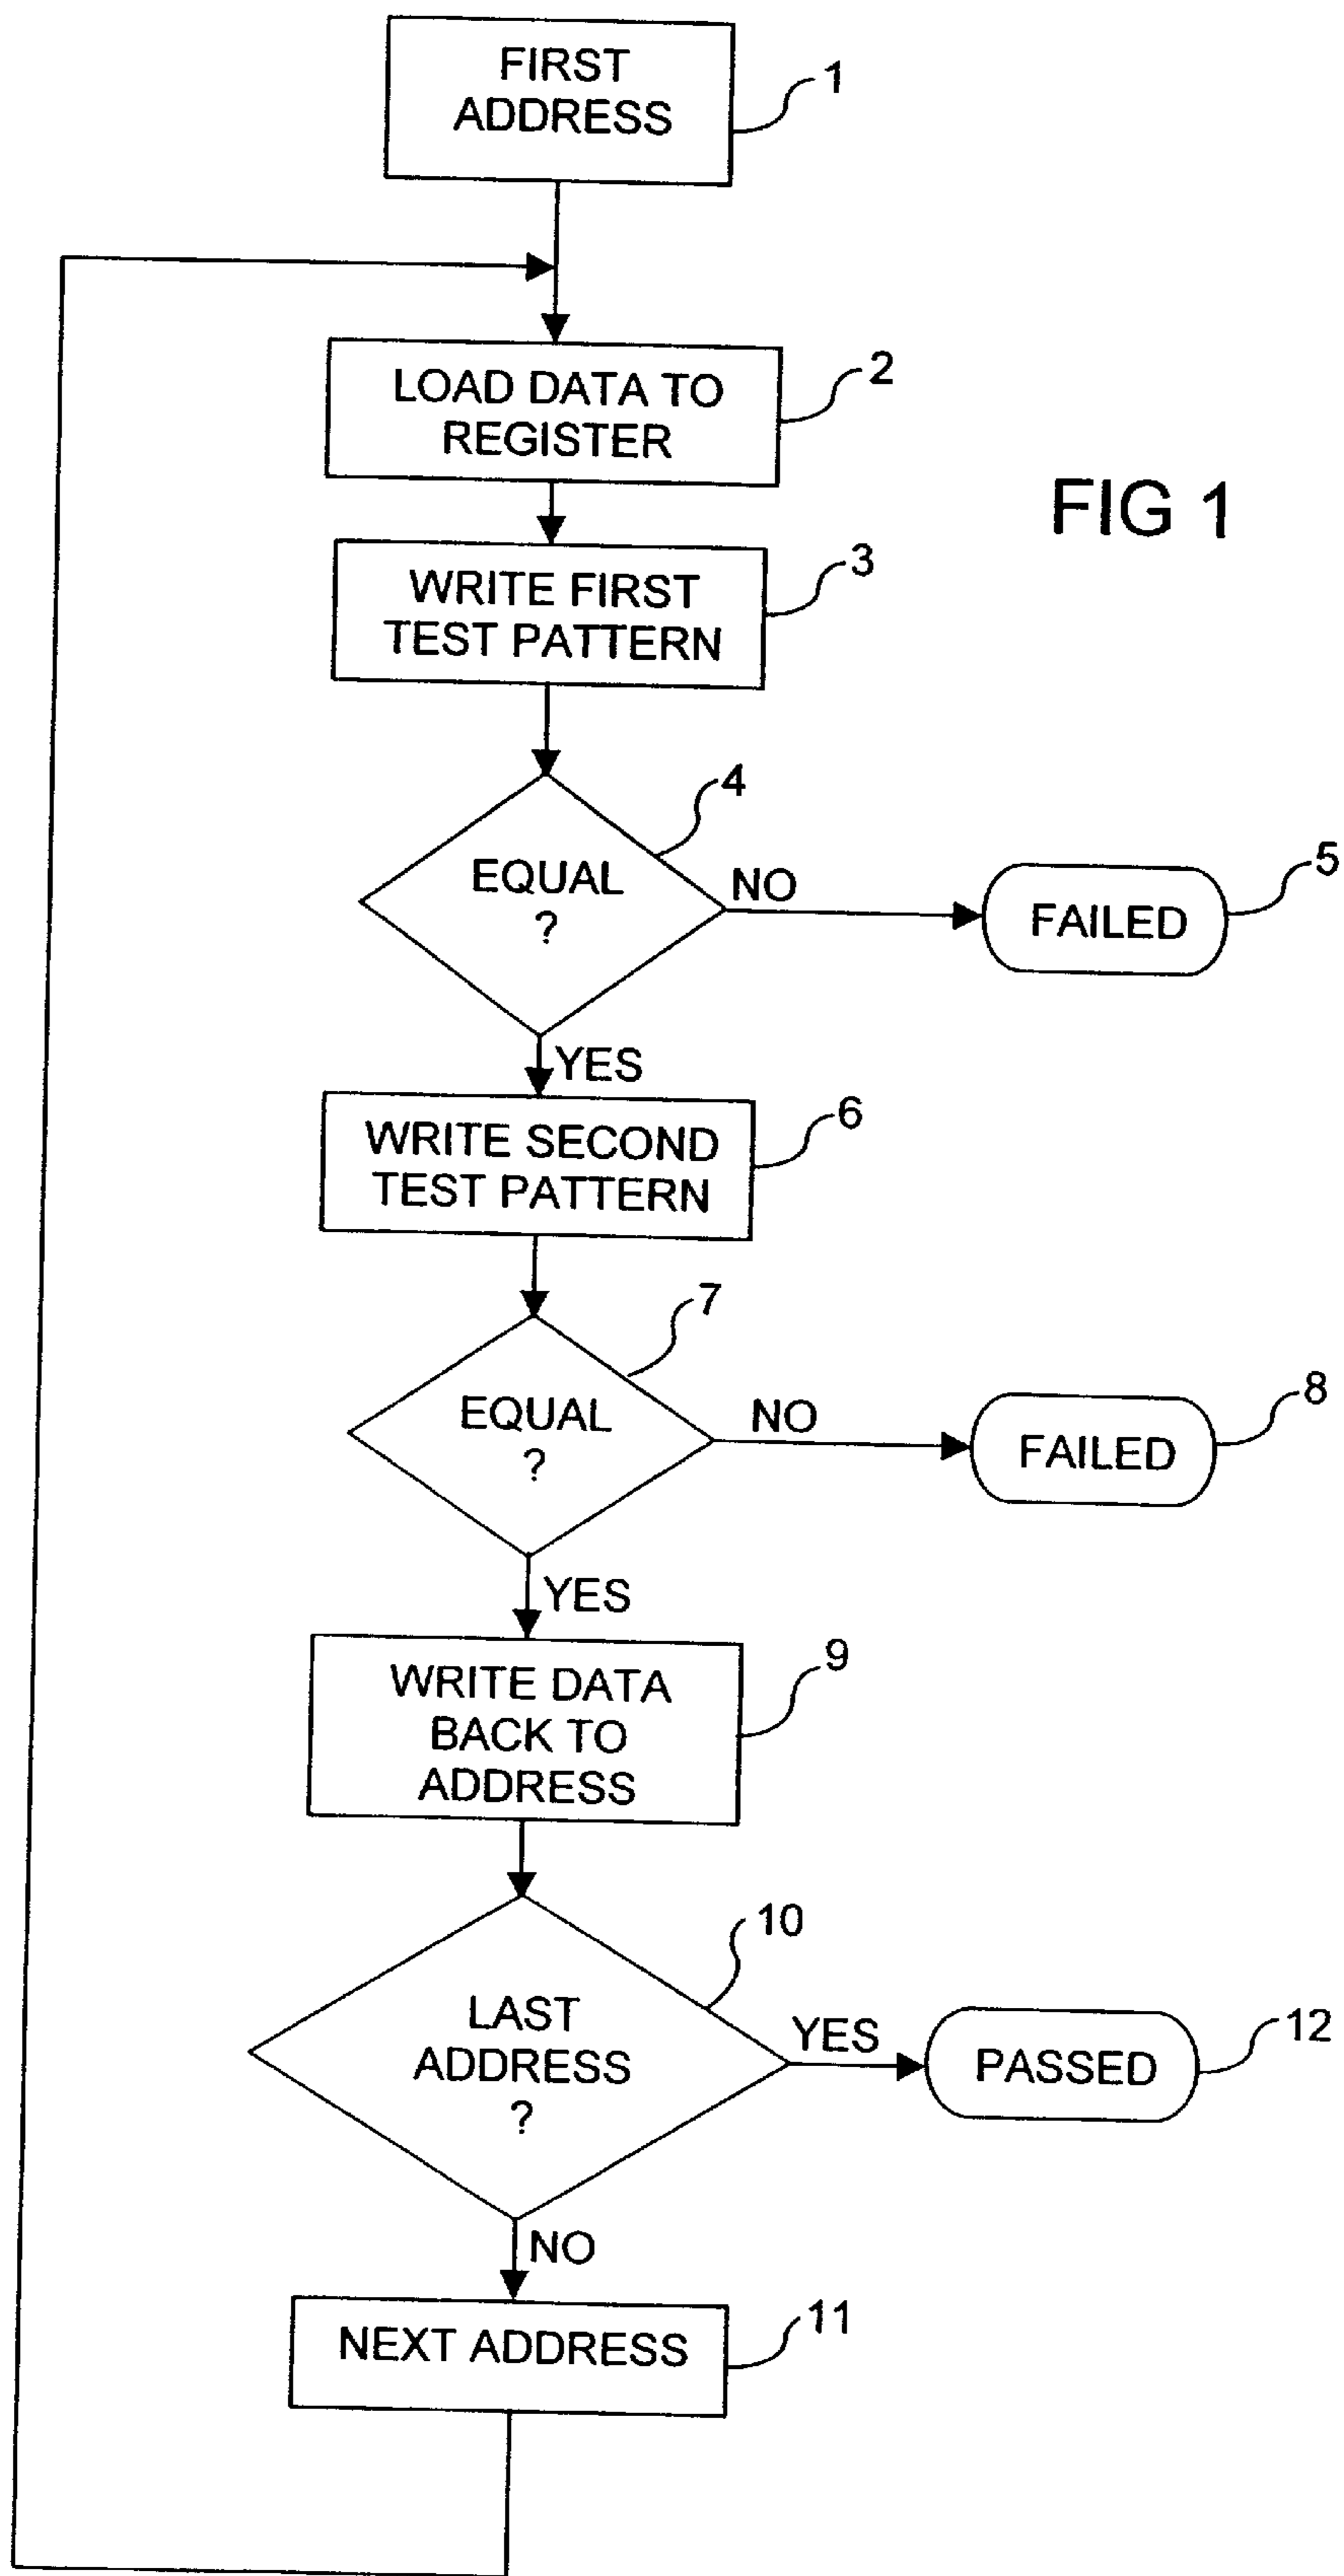 FIRST
ADDRESS
1
LOAD DATA TO
REGISTER
2
FIG 1
WRITE FIRST
TEST PATTERN
3
EQUAL
?
4
NO
FAILED
5
YES
WRITE SECOND
TEST PATTERN
6
EQUAL
?
7
NO
FAILED
8
YES
WRITE DATA
BACK TO
ADDRESS
9
LAST
ADDRESS
?
10
YES
PASSED
12
NO
NEXT ADDRESS
11